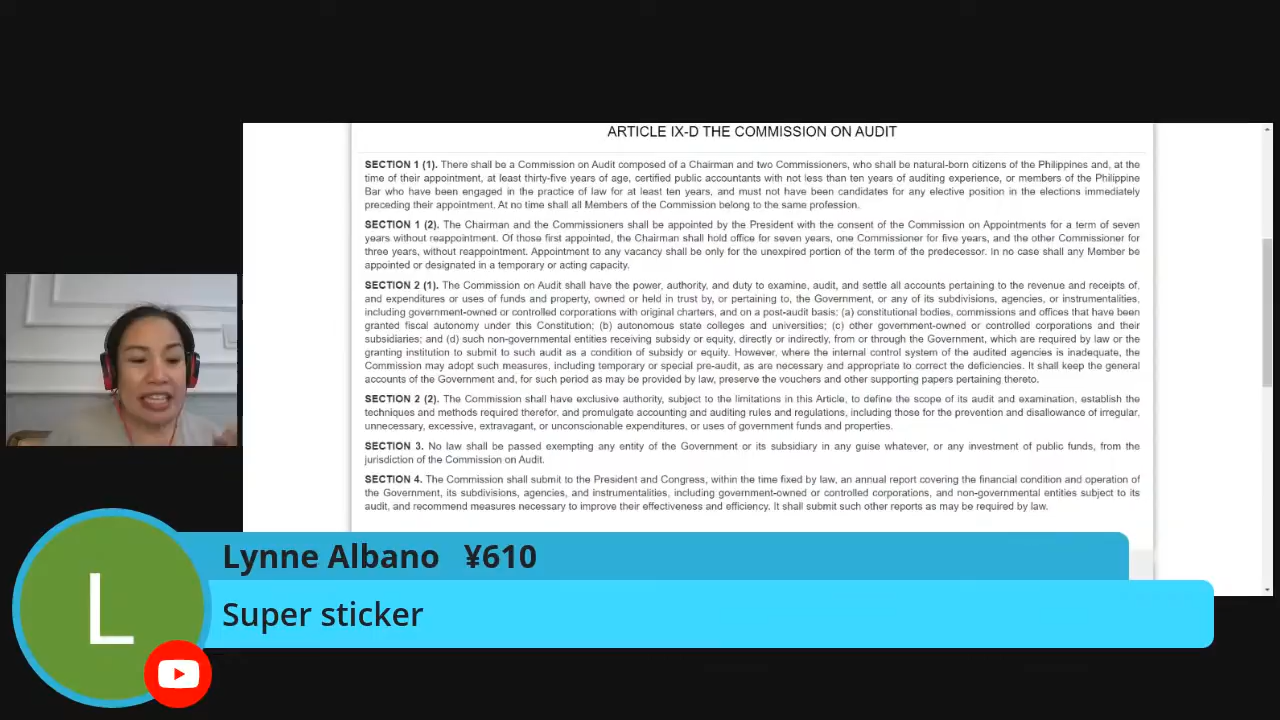 ARTICLE IX-D THE COMMISSION ON AUDIT
SECTION 1 (1). There shall be a Commission on Audit composed of a Chairman and two Commissioners, who shall be natural-born citizens of the Philippines and, at the
time of their appointment, at least thirty-five years of age, certified public accountants with not less than ten years of auditing experience, or members of the Philippine
Bar who have been engaged in the practice of law for at least ten years, and must not have been candidates for any elective position in the elections immediately
preceding their appointment. At no time shall all Members of the Commission belong to the same profession.
SECTION 1 (2). The Chairman and the Commissioners shall be appointed by the President with the consent of the Commission on Appointments for a term of seven
years without reappointment. Of those first appointed, the Chairman shall hold office for seven years, one Commissioner for five years, and the other Commissioner for
three years, without reappointment. Appointment to any vacancy shall be only for the unexpired portion of the term of the predecessor. In no case shall any Member be
appointed or designated in a temporary or acting capacity.
SECTION 2 (1). The Commission on Audit shall have the power, authority, and duty to examine, audit, and settle all accounts pertaining to the revenue and receipts of,
and expenditures or uses of funds and property, owned or held in trust by, or pertaining to, the Government, or any of its subdivisions, agencies, or instrumentalities,
including government-owned or controlled corporations with original charters, and on a post-audit basis: (a) constitutional bodies, commissions and offices that have been
granted fiscal autonomy under this Constitution; (b) autonomous state colleges and universities; (c) other government-owned or controlled corporations and their
subsidiaries; and (d) such non-governmental entities receiving subsidy or equity, directly or indirectly, from or through the Government, which are required by law or the
granting institution to submit to such audit as a condition of subsidy or equity. However, where the internal control system of the audited agencies is inadequate, the
Commission may adopt such measures, including temporary or special pre-audit, as are necessary and appropriate to correct the deficiencies. It shall keep the general
accounts of the Government and, for such period as may be provided by law, preserve the vouchers and other supporting papers pertaining thereto.
SECTION 2 (2). The Commission shall have exclusive authority, subject to the limitations in this Article, to define the scope of its audit and examination, establish the
techniques and methods required therefor, and promulgate accounting and auditing rules and regulations, including those for the prevention and disallowance of irregular,
unnecessary, excessive, extravagant, or unconscionable expenditures, or uses of government funds and properties.
SECTION 3. No law shall be passed exempting any entity of the Government or its subsidiary in any guise whatever, or any investment of public funds, from the
jurisdiction of the Commission on Audit.
SECTION 4. The Commission shall submit to the President and Congress, within the time fixed by law, an annual report covering the financial condition and operation of
the Government, its subdivisions, agencies, and instrumentalities, including government-owned or controlled corporations, and non-governmental entities subject to its
audit, and recommend measures necessary to improve their effectiveness and efficiency. It shall submit such other reports as may be required by law.
L
Lynne Albano ¥610
Super sticker